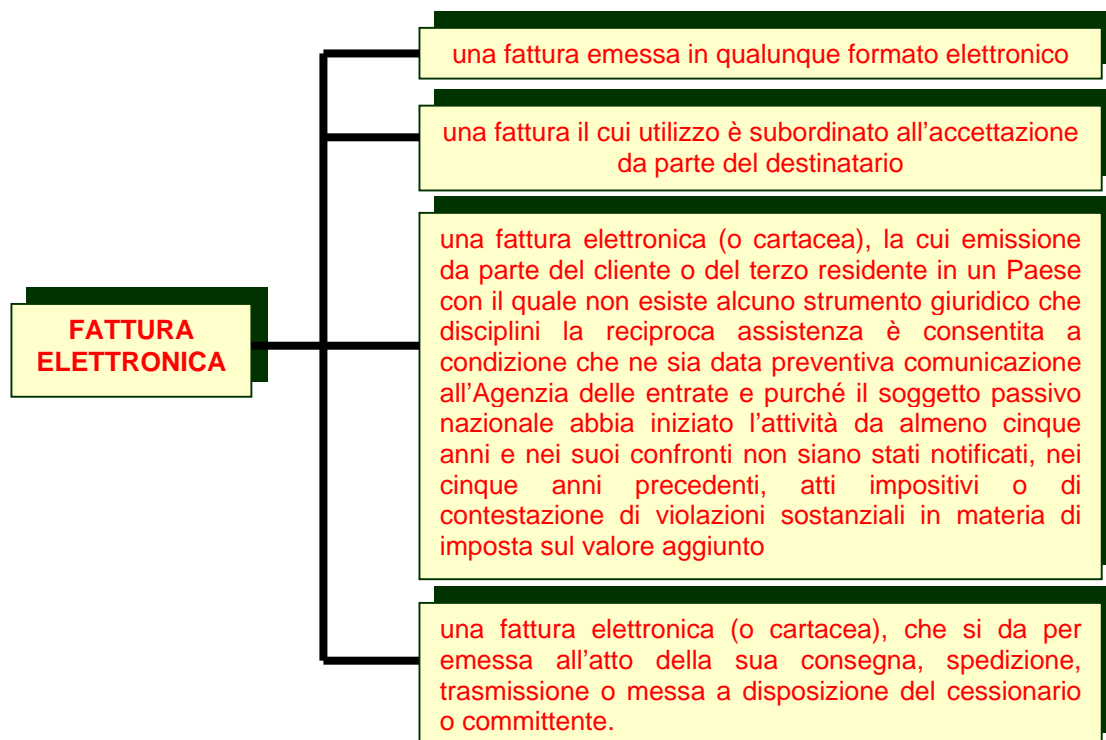 una fattura emessa in qualunque formato elettronico
una fattura il cui utilizzo è subordinato all’accettazione
da parte del destinatario
FATTURA
ELETTRONICA
una fattura elettronica (o cartacea), la cui emissione
da parte del cliente o del terzo residente in un Paese
con il quale non esiste alcuno strumento giuridico che
disciplini la reciproca assistenza è consentita a
condizione che ne sia data preventiva comunicazione
all’Agenzia delle entrate e purché il soggetto passivo
nazionale abbia iniziato l’attività da almeno cinque
anni e nei suoi confronti non siano stati notificati, nei
cinque anni precedenti, atti impositivi o di
contestazione di violazioni sostanziali in materia di
imposta sul valore aggiunto
una fattura elettronica (o cartacea), che si da per
emessa all’atto della sua consegna, spedizione,
trasmissione o messa a disposizione del cessionario
o committente.